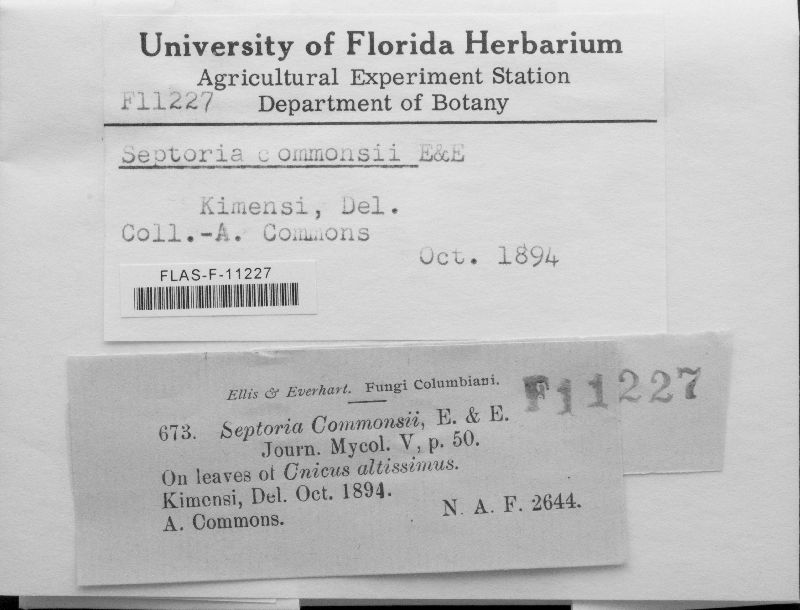 University of Florida Herbarium
Agricultural Experiment Station
F11227 Department of Botany
Septoria commonsii E&E
Kimensi, Del.
Coll.-A. Commons
Oct. 1894
FLAS-F-11227
Ellis & Everhart. Fungi Columbiani.
F11227
673. Septoria Commonsii, E. & E.
Journ. Mycol. V, p. 50.
On leaves of Cnicus altissimus.
Kimensi, Del. Oct. 1894.
A. Commons.
N. A. F. 2644.